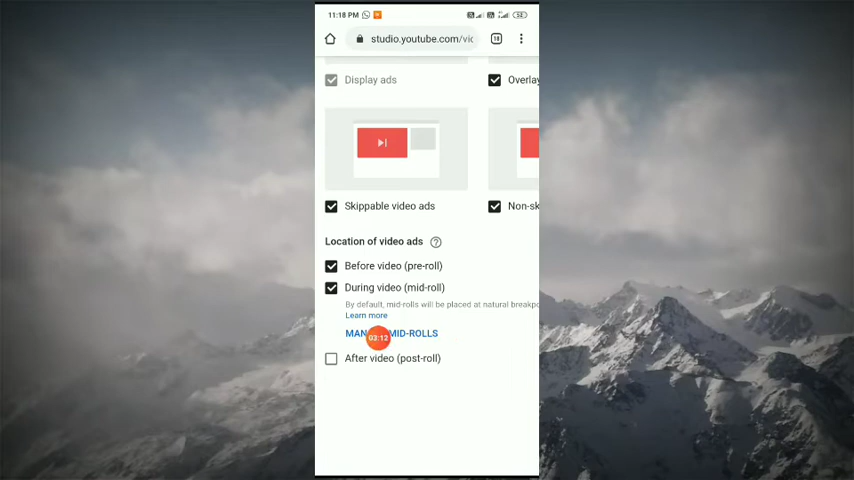 11:18 PM
52
studio.youtube.com/vic
18
Display ads
Overlay
Skippable video ads
Non-sk
Location of video ads
Before video (pre-roll)
During video (mid-roll)
By default, mid-rolls will be placed at natural breakpo
Learn more
MAN MID-ROLLS
03:12
After video (post-roll)